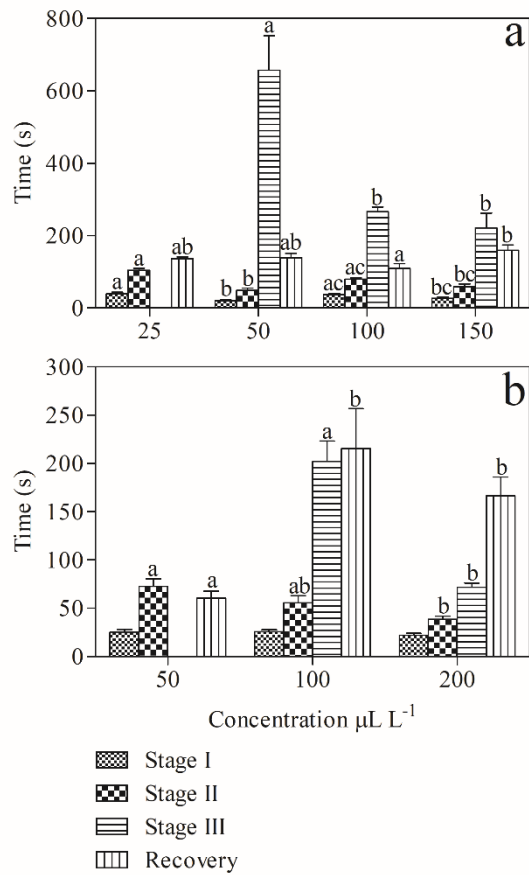 a
Time (s)
800
600
400
200
0
a a ab
b b a ab
ac ac b a
bc bc b b
25 50 100 150
b
Time (s)
300
250
200
150
100
50
0
a a
ab a b
b b b
50 100 200
Concentration μL L⁻¹
Stage I
Stage II
Stage III
Recovery